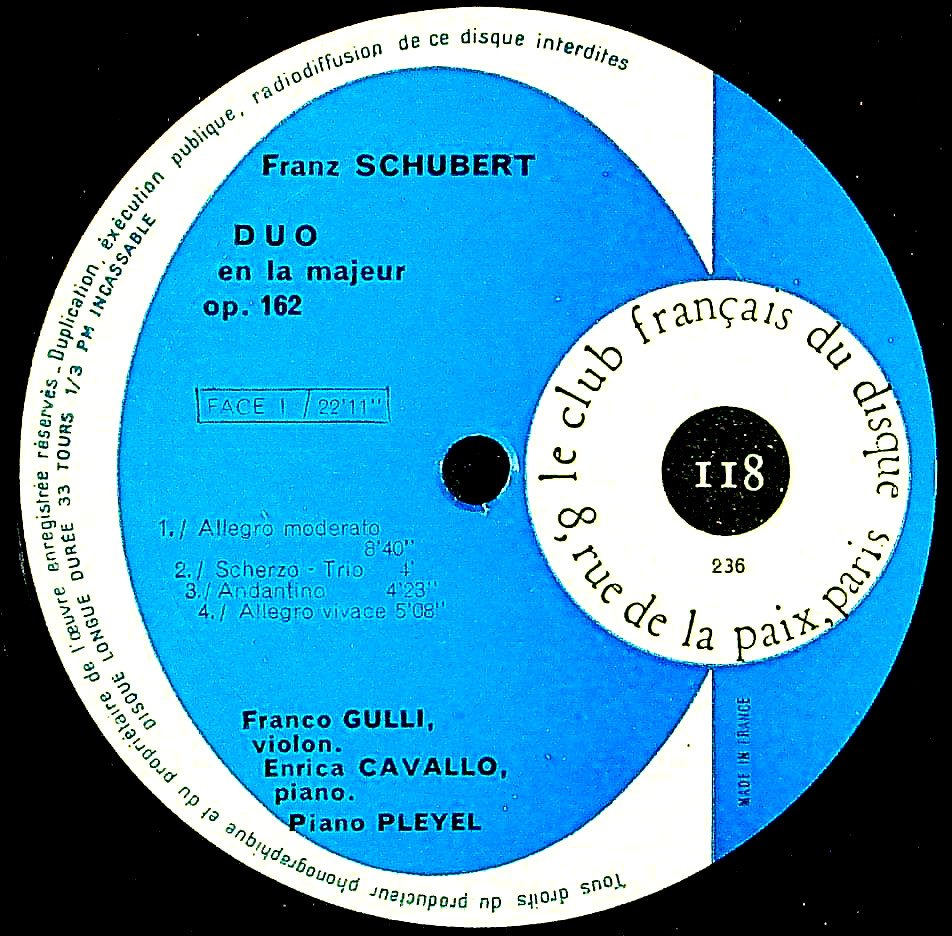 Franz SCHUBERT
DUO
en la majeur
op. 162
FACE I / 22'11"
1./ Allegro moderato
8'40"
2./ Scherzo - Trio 4'
3./ Andantino 4'23"
4./ Allegro vivace 5'08"
Franco GULLI,
violon.
Enrica CAVALLO,
piano.
Piano PLEYEL
le club français du disque
8, rue de la paix, paris
118
236
MADE IN FRANCE
Tous droits du producteur phonographique et du propriétaire de l'œuvre enregistrée réservés _ Duplication, éxécution publique, radiodiffusion de ce disque interdites
DISQUE LONGUE DURÉE 33 TOURS 1/3 PM INCASSABLE